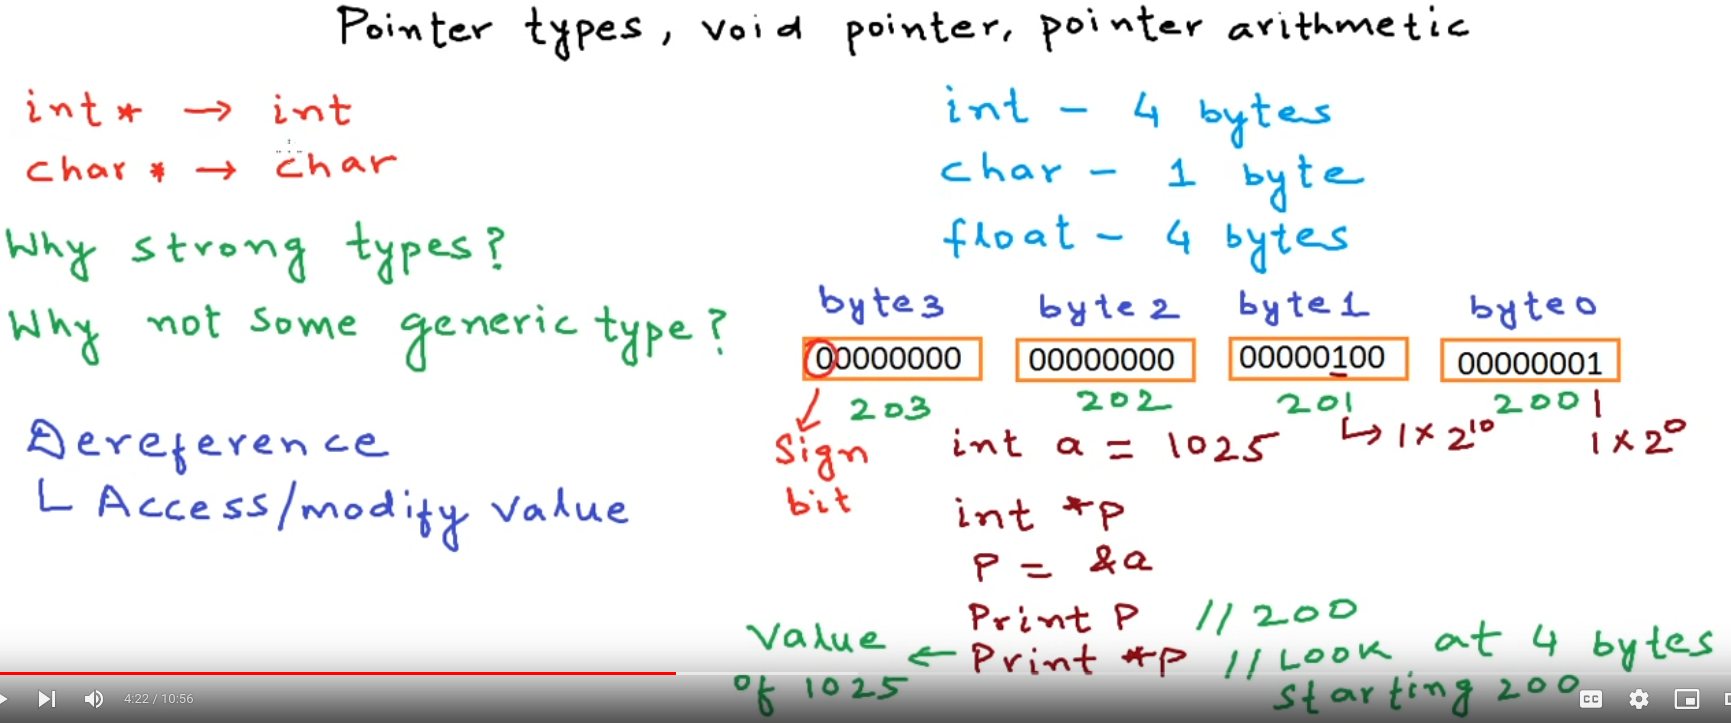 Pointer types, void pointer, pointer arithmetic
int* → int
char* → char
Why strong types?
Why not some generic type?
Dereference
└ Access/modify value
int - 4 bytes
char - 1 byte
float - 4 bytes
byte3 byte2 byte1 byte0
00000000 00000000 00000100 00000001
203 202 201 200
Sign bit
int a = 1025 ↳ 1 × 2^10 1 × 2^0
int *p
P = &a
Print P // 200
Print *p // Look at 4 bytes starting 200
Value of 1025
4:22 / 10:56
CC